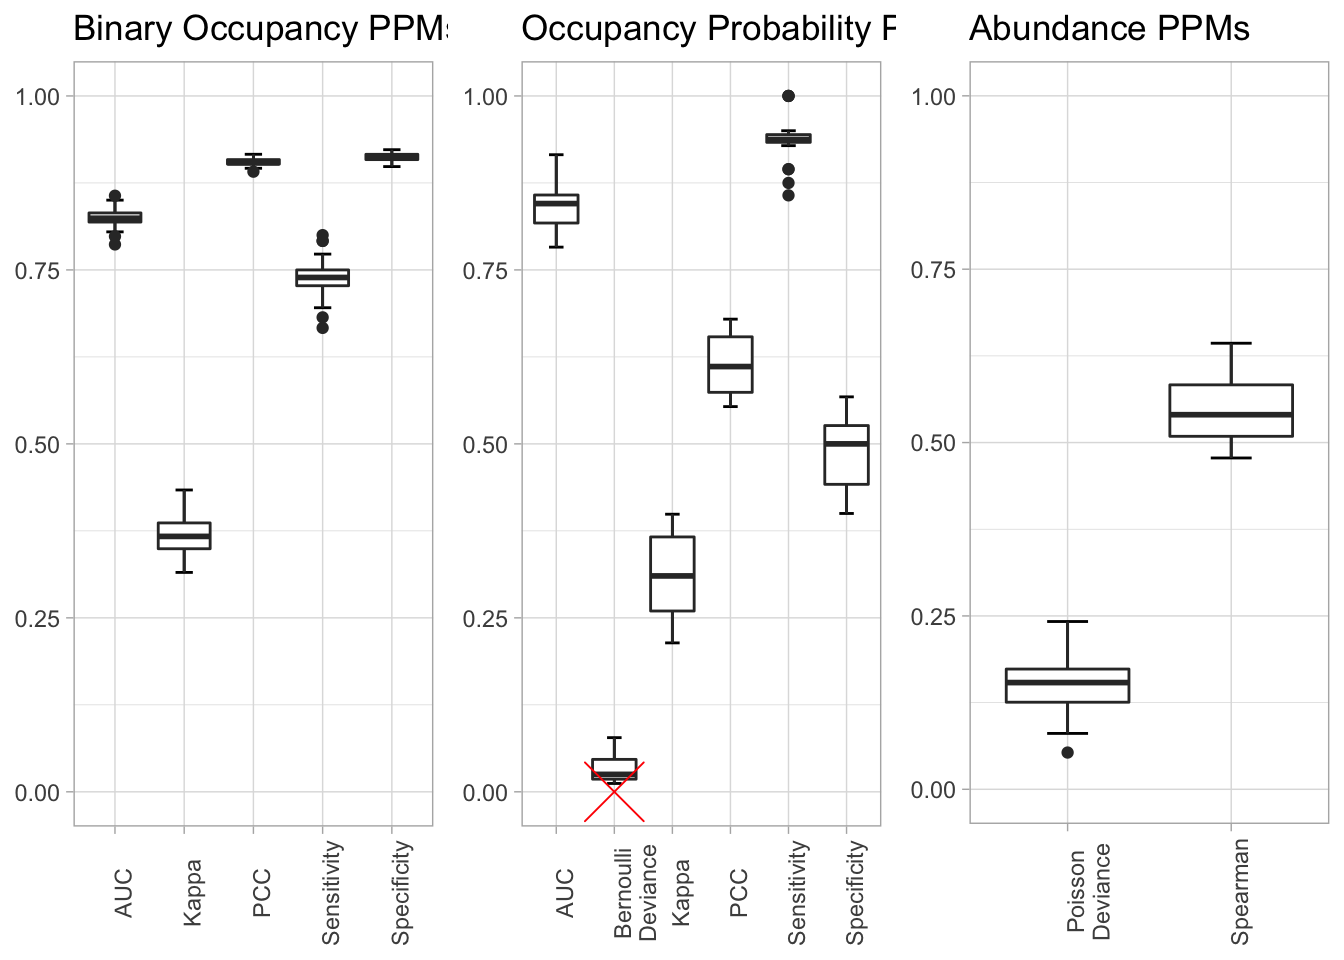 Binary Occupancy PPMs
1.00
0.75
0.50
0.25
0.00
AUC
Kappa
PCC
Sensitivity
Specificity
Occupancy Probability P
1.00
0.75
0.50
0.25
0.00
AUC
Bernoulli
Deviance
Kappa
PCC
Sensitivity
Specificity
Abundance PPMs
1.00
0.75
0.50
0.25
0.00
Poisson
Deviance
Spearman